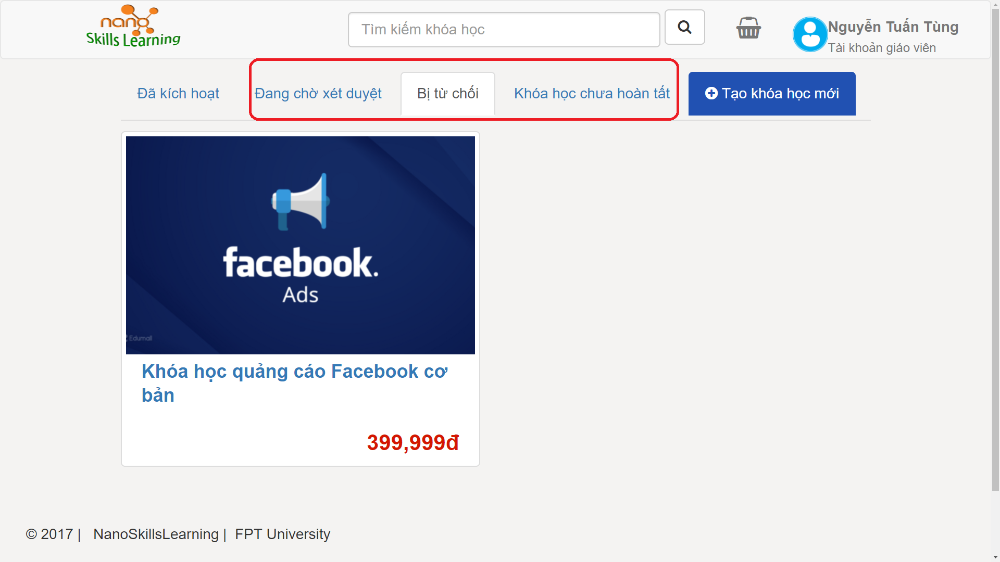 nano
Skills Learning
Tìm kiếm khóa học
Nguyễn Tuấn Tùng
Tài khoản giáo viên
Đã kích hoạt
Đang chờ xét duyệt
Bị từ chối
Khóa học chưa hoàn tất
Tạo khóa học mới
facebook.
Ads
Edumall
Khóa học quảng cáo Facebook cơ
bản
399,999đ
© 2017 | NanoSkillsLearning | FPT University